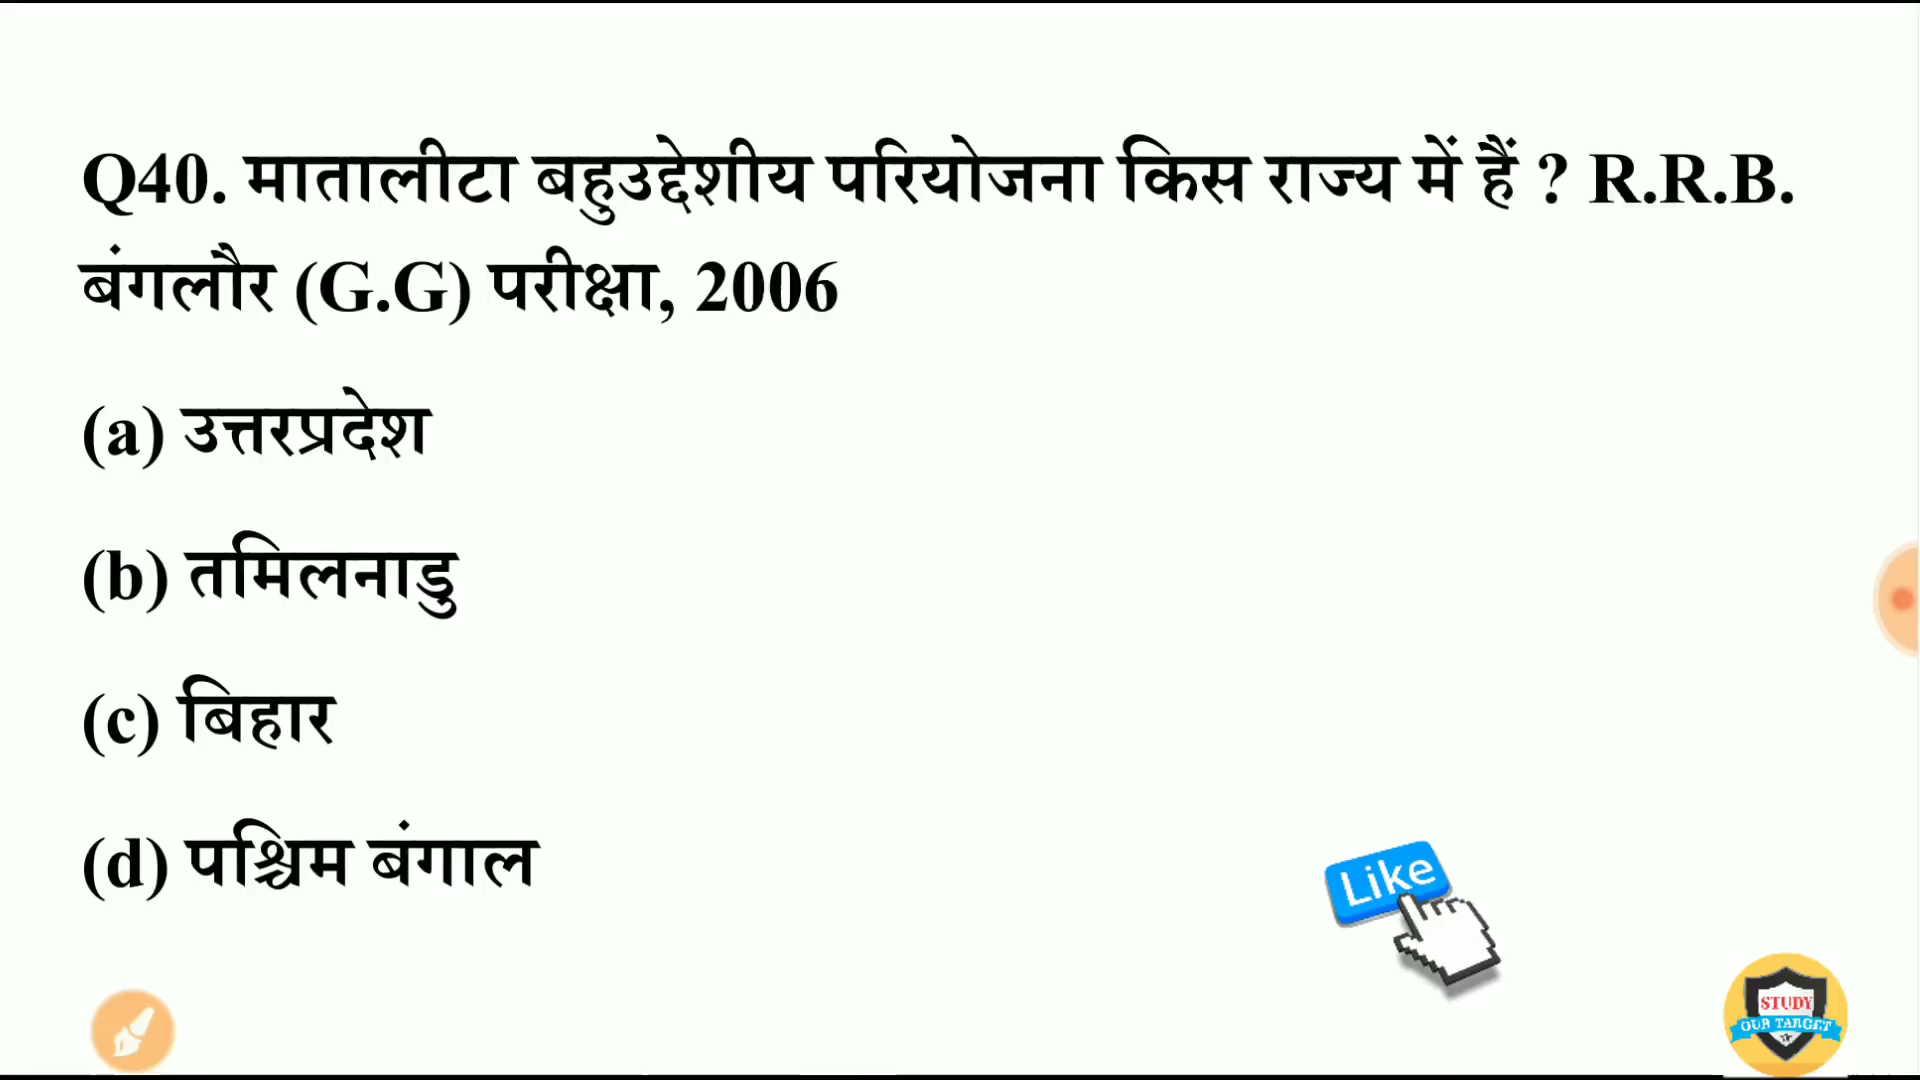 Q40. मातालीटा बहुउद्देशीय परियोजना किस राज्य में हैं ? R.R.B.
बंगलौर (G.G) परीक्षा, 2006
(a) उत्तरप्रदेश
(b) तमिलनाडु
(c) बिहार
(d) पश्चिम बंगाल
Like
STUDY
OUR TARGET